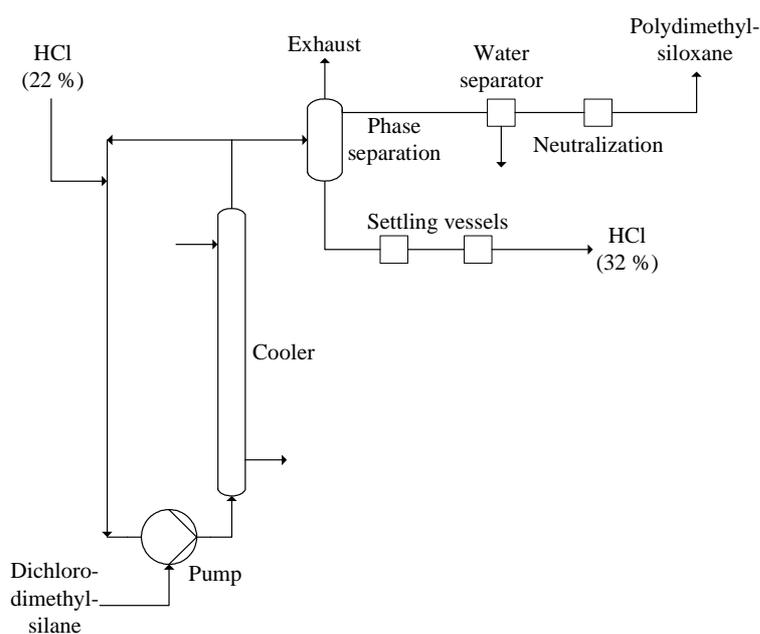 Polydimethyl-
siloxane
Exhaust
Water
separator
HCl
(22 %)
Phase
separation
Neutralization
Settling vessels
HCl
(32 %)
Cooler
Dichloro-
dimethyl-
silane
Pump